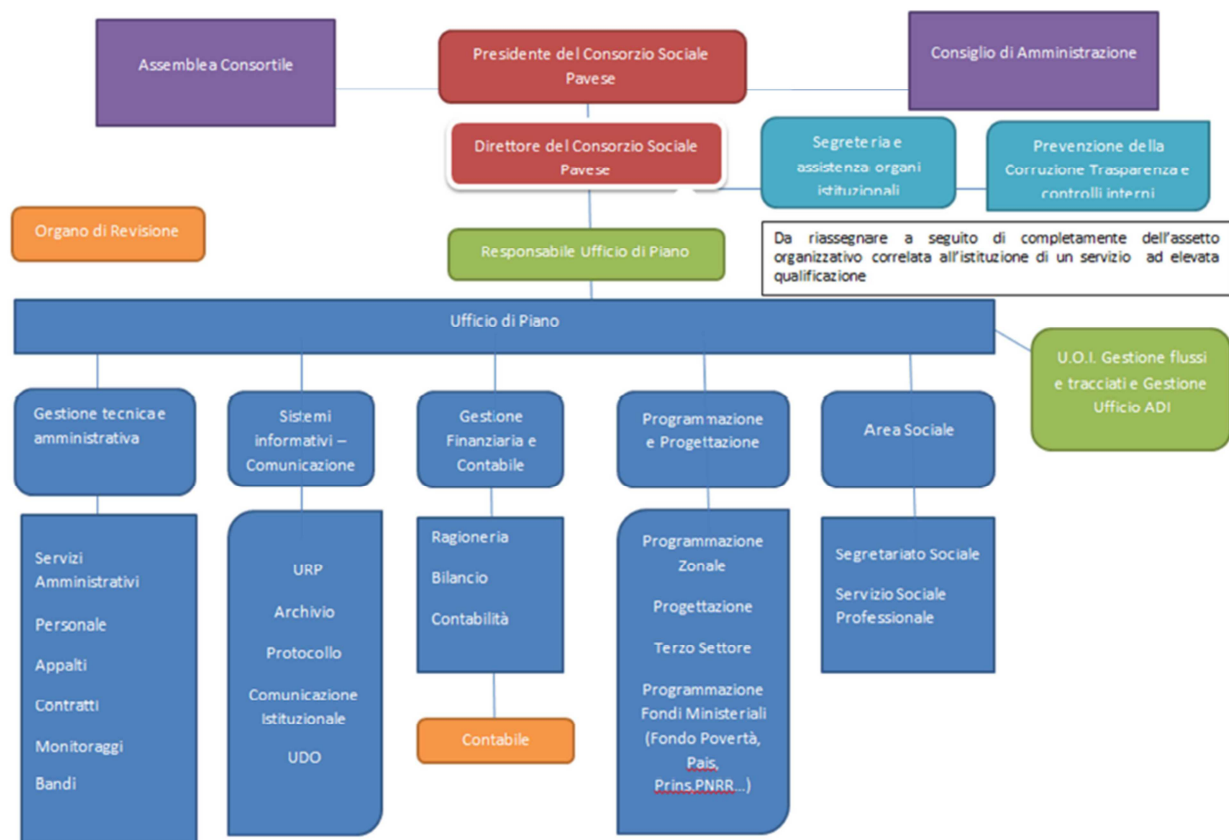 Assemblea Consortile
Presidente del Consorzio Sociale
Pavese
Consiglio di Amministrazione
Direttore del Consorzio Sociale
Pavese
Segreteria e
assistenza organi
istituzionali
Prevenzione della
Corruzione Trasparenza e
controlli interni
Organo di Revisione
Responsabile Ufficio di Piano
Da riassegnare a seguito di completamente dell'assetto
organizzativo correlata all'istituzione di un servizio ad elevata
qualificazione
Ufficio di Piano
U.O.I. Gestione flussi
e tracciati e Gestione
Ufficio ADI
Gestione tecnica e
amministrativa
Sistemi
informativi –
Comunicazione
Gestione
Finanziaria e
Contabile
Programmazione
e Progettazione
Area Sociale
Servizi
Amministrativi
Personale
Appalti
Contratti
Monitoraggi
Bandi
URP
Archivio
Protocollo
Comunicazione
Istituzionale
UDO
Ragioneria
Bilancio
Contabilità
Contabile
Programmazione
Zonale
Progettazione
Terzo Settore
Programmazione
Fondi Ministeriali
(Fondo Povertà,
Pais,
Prins,PNRR...)
Segretariato Sociale
Servizio Sociale
Professionale